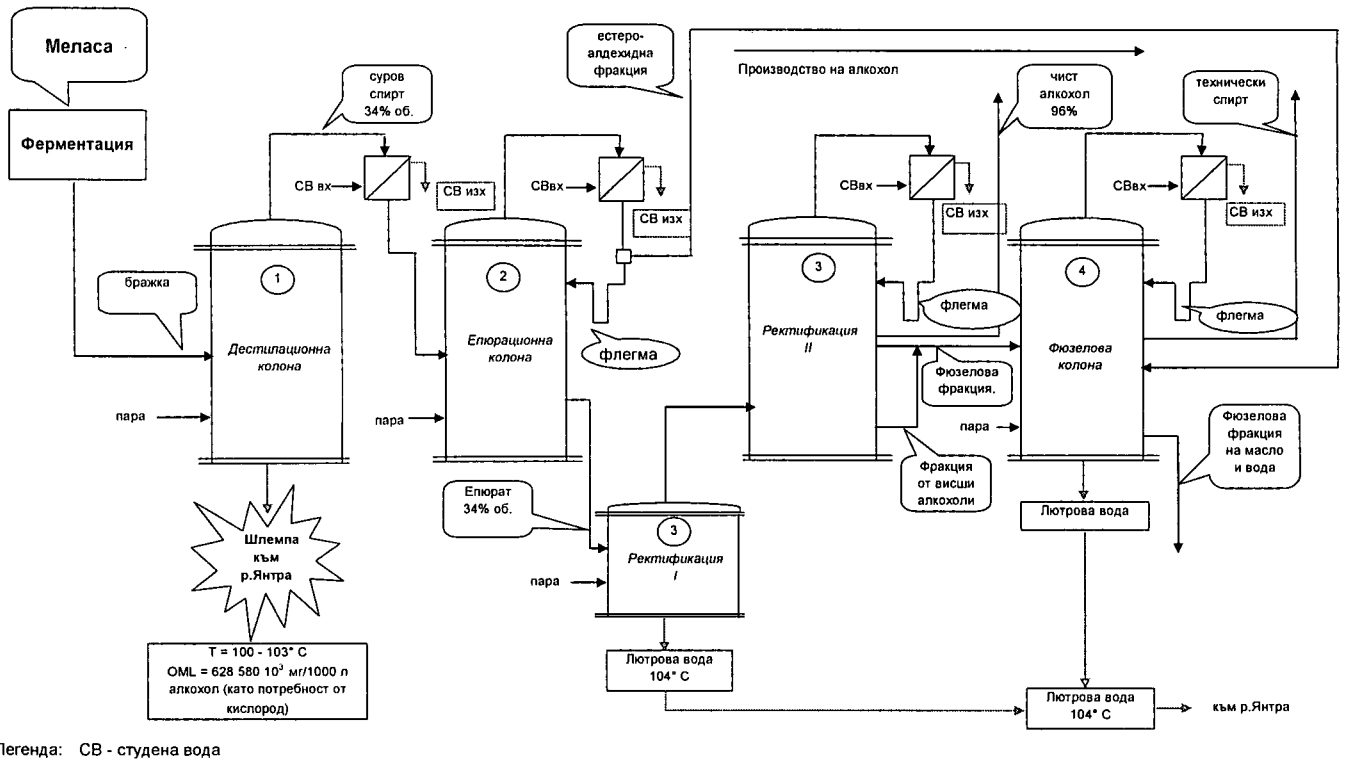 Меласа
Ферментация
бражка
суров
спирт
34% об.
СВ вх
СВ изх
1
Дестилационна
колона
пара
Шлемпа
към
р.Янтра
T = 100 - 103° C
OML = 628 580 10³ мг/1000 л
алкохол (като потребност от
кислород)
естеро-
алдехидна
фракция
СВвх
СВ изх
2
Епюрационна
колона
флегма
пара
Епюрат
34% об.
3
Ректификация
I
пара
Лютрова вода
104° C
Производство на алкохол
чист
алкохол
96%
СВвх
СВ изх
3
Ректификация
II
флегма
Фюзелова
фракция.
Фракция
от висши
алкохоли
технически
спирт
СВвх
СВ изх
4
Фюзелова
колона
флегма
пара
Фюзелова
фракция
на масло
и вода
Лютрова вода
Лютрова вода
104° C
към р.Янтра
Легенда: СВ - студена вода